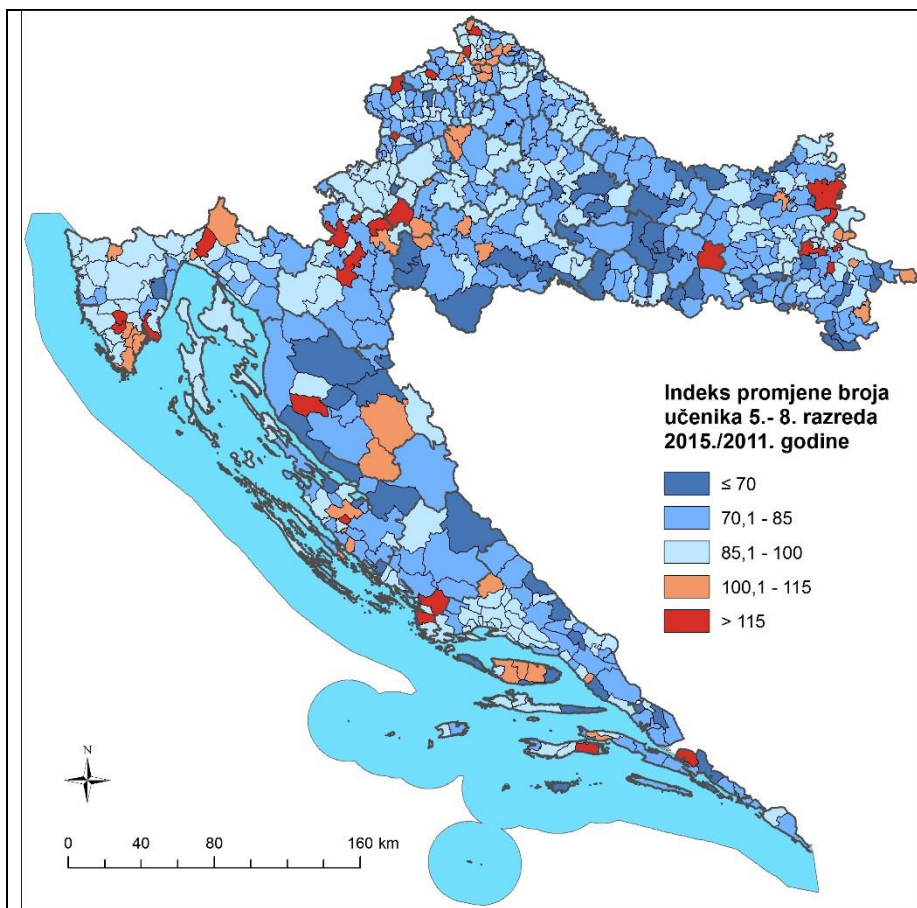 Indeks promjene broja
učenika 5.- 8. razreda
2015./2011. godine
≤ 70
70,1 - 85
85,1 - 100
100,1 - 115
> 115
N
0 40 80 160 km